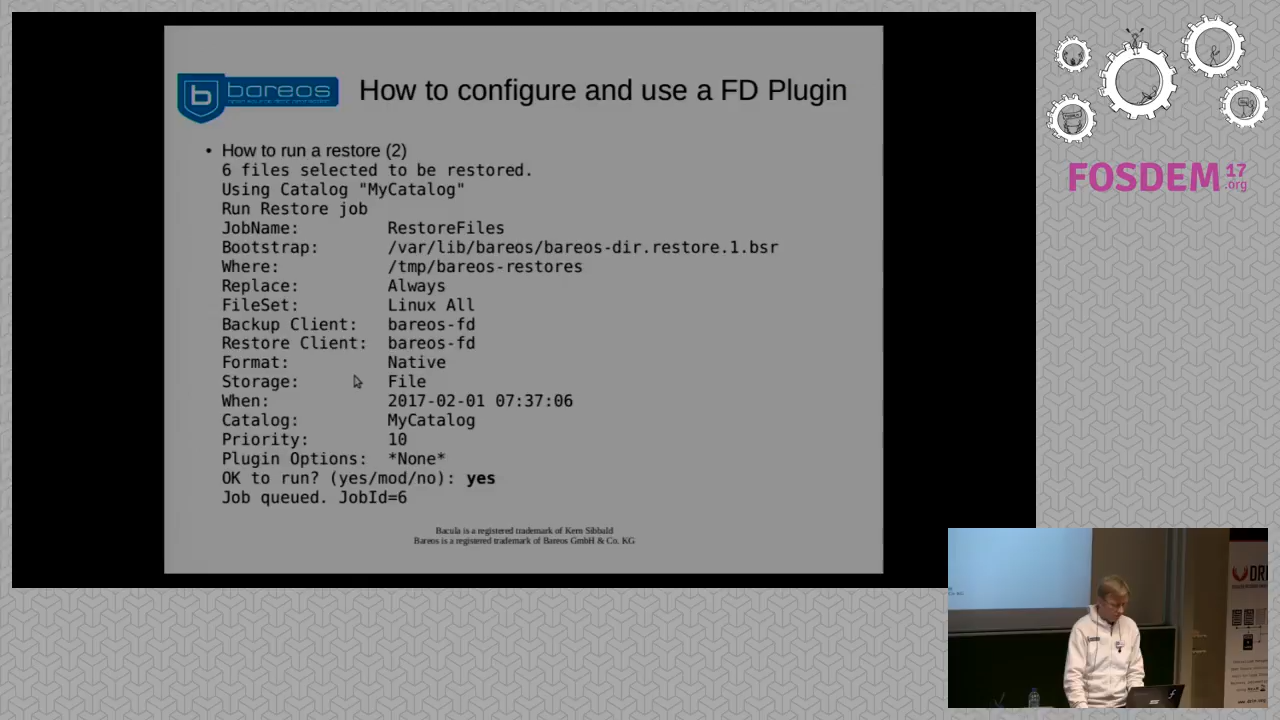 bareos
How to configure and use a FD Plugin
• How to run a restore (2)
6 files selected to be restored.
Using Catalog "MyCatalog"
Run Restore job
JobName: RestoreFiles
Bootstrap: /var/lib/bareos/bareos-dir.restore.1.bsr
Where: /tmp/bareos-restores
Replace: Always
FileSet: Linux All
Backup Client: bareos-fd
Restore Client: bareos-fd
Format: Native
Storage: File
When: 2017-02-01 07:37:06
Catalog: MyCatalog
Priority: 10
Plugin Options: *None*
OK to run? (yes/mod/no): yes
Job queued. JobId=6
Bacula is a registered trademark of Kern Sibbald
Bareos is a registered trademark of Bareos GmbH & Co. KG
FOSDEM 17
.org